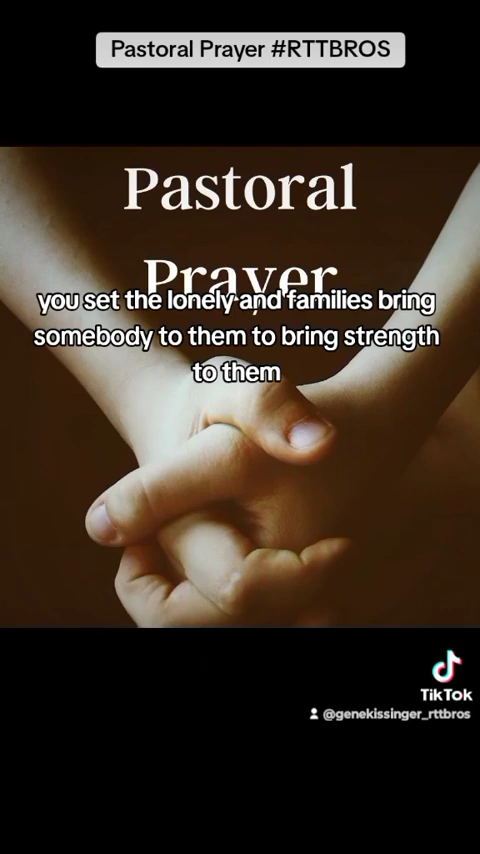 Pastoral Prayer #RTTBROS
Pastoral
Prayer
you set the lonely and families bring
somebody to them to bring strength
to them
TikTok
@genekissinger_rttbros